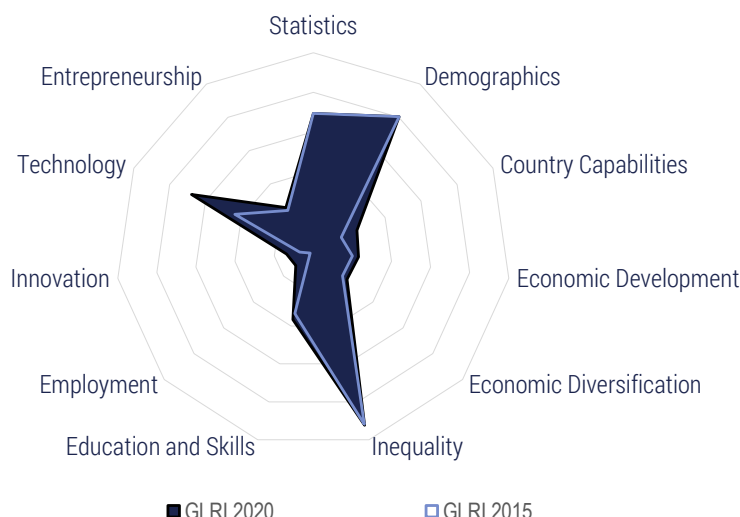 Statistics
Entrepreneurship
Demographics
Technology
Country Capabilities
Innovation
Economic Development
Employment
Economic Diversification
Education and Skills
Inequality
GLRI 2020
GLRI 2015